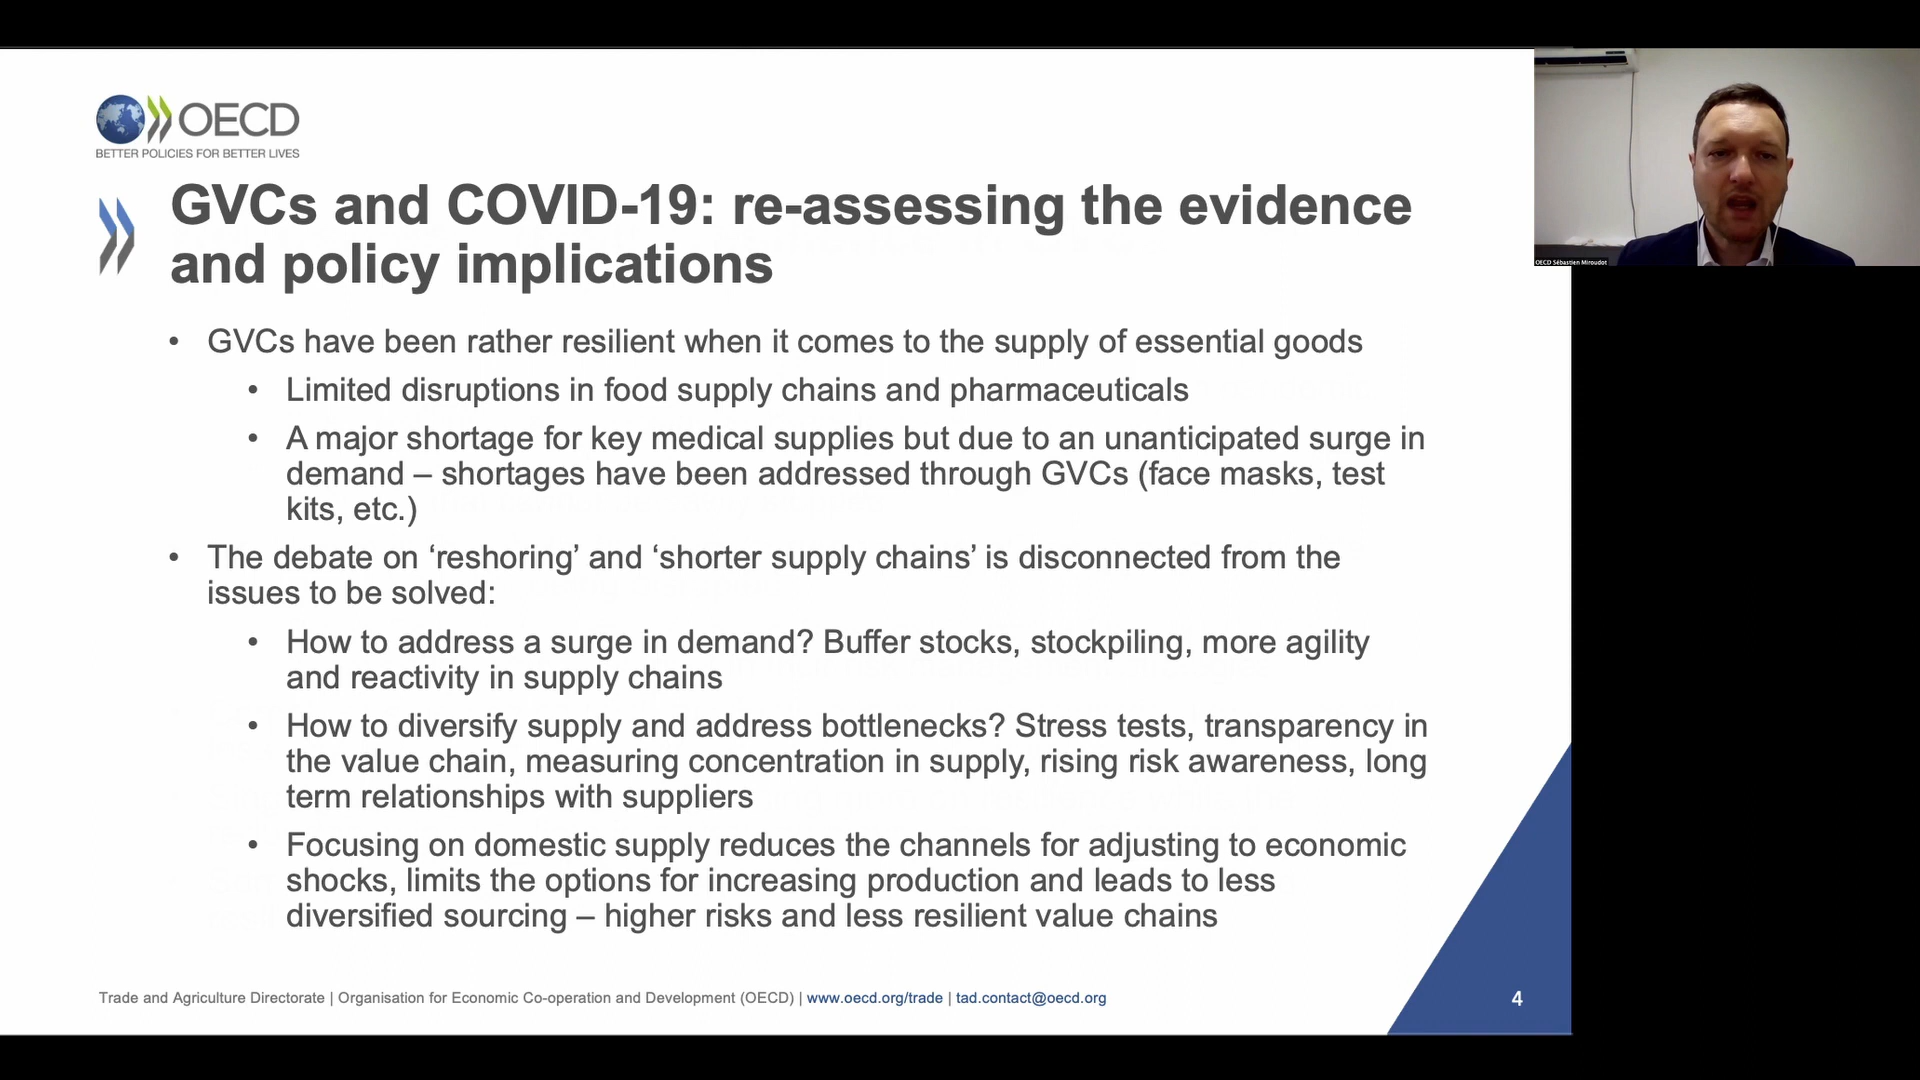 OECD
BETTER POLICIES FOR BETTER LIVES
GVCs and COVID-19: re-assessing the evidence
and policy implications
• GVCs have been rather resilient when it comes to the supply of essential goods
• Limited disruptions in food supply chains and pharmaceuticals
• A major shortage for key medical supplies but due to an unanticipated surge in
demand – shortages have been addressed through GVCs (face masks, test
kits, etc.)
• The debate on ‘reshoring’ and ‘shorter supply chains’ is disconnected from the
issues to be solved:
• How to address a surge in demand? Buffer stocks, stockpiling, more agility
and reactivity in supply chains
• How to diversify supply and address bottlenecks? Stress tests, transparency in
the value chain, measuring concentration in supply, rising risk awareness, long
term relationships with suppliers
• Focusing on domestic supply reduces the channels for adjusting to economic
shocks, limits the options for increasing production and leads to less
diversified sourcing – higher risks and less resilient value chains
Trade and Agriculture Directorate | Organisation for Economic Co-operation and Development (OECD) | www.oecd.org/trade | tad.contact@oecd.org
4
OECD Sébastien Miroudot